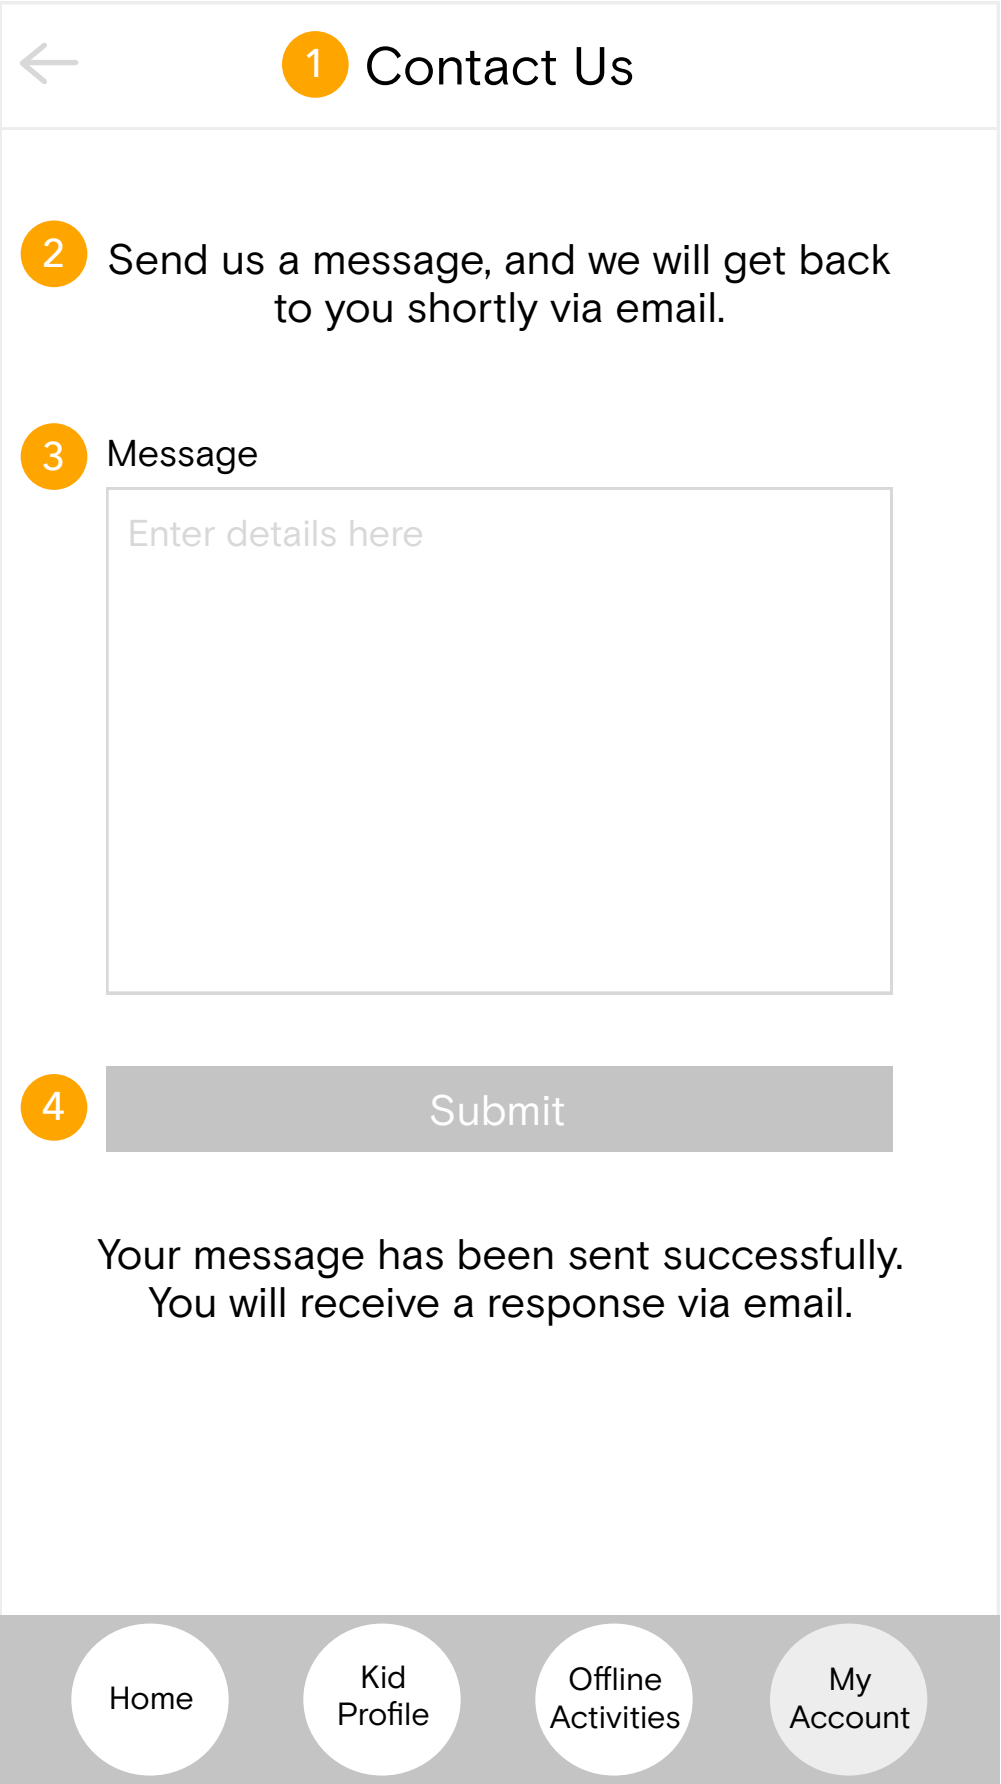 1 Contact Us
2 Send us a message, and we will get back
to you shortly via email.
3 Message
Enter details here
4 Submit
Your message has been sent successfully.
You will receive a response via email.
Home
Kid
Profile
Offline
Activities
My
Account